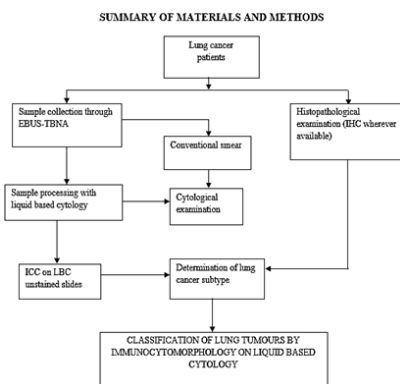 SUMMARY OF MATERIALS AND METHODS
Lung cancer
patients
Sample collection through
EBUS-TBNA
Histopathological
examination (IHC wherever
available)
Conventional smear
Sample processing with
liquid based cytology
Cytological
examination
ICC on LBC
unstained slides
Determination of lung
cancer subtype
CLASSIFICATION OF LUNG TUMOURS BY
IMMUNOCYTOMORPHOLOGY ON LIQUID BASED
CYTOLOGY